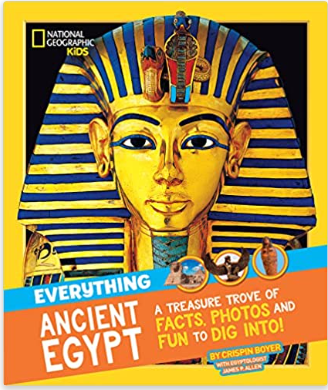 NATIONAL
GEOGRAPHIC
KiDS
EVERYTHING
ANCIENT
EGYPT
A TREASURE TROVE OF
FACTS, PHOTOS AND
FUN TO DIG INTO!
BY CRISPIN BOYER
WITH EGYPTOLOGIST
JAMES P. ALLEN